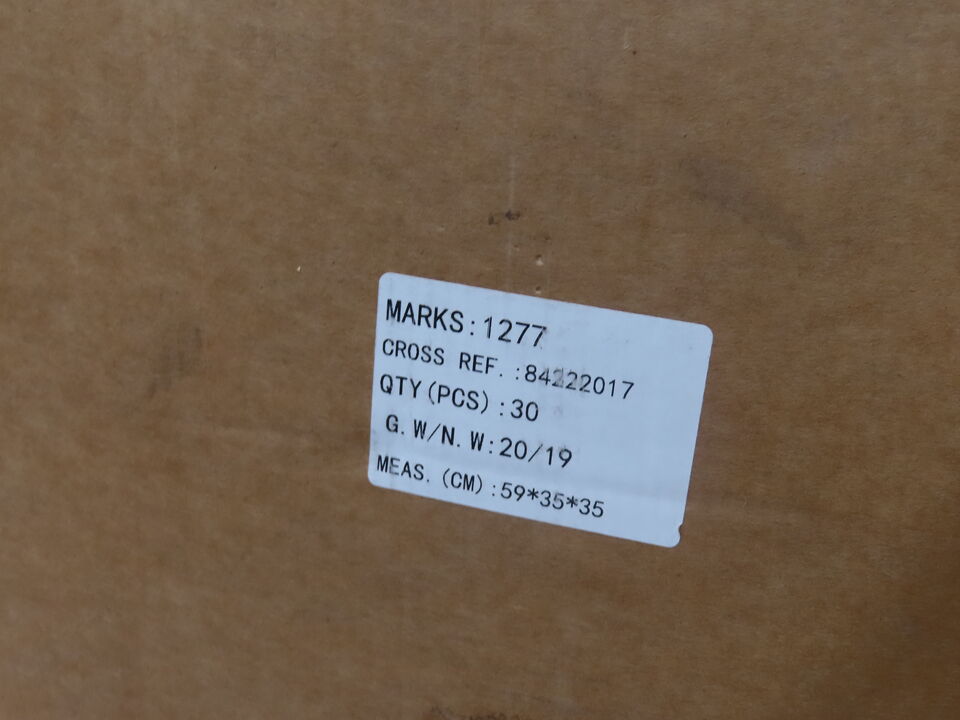 MARKS:1277
CROSS REF.:84222017
QTY(PCS):30
G.W/N.W:20/19
MEAS.(CM):59*35*35